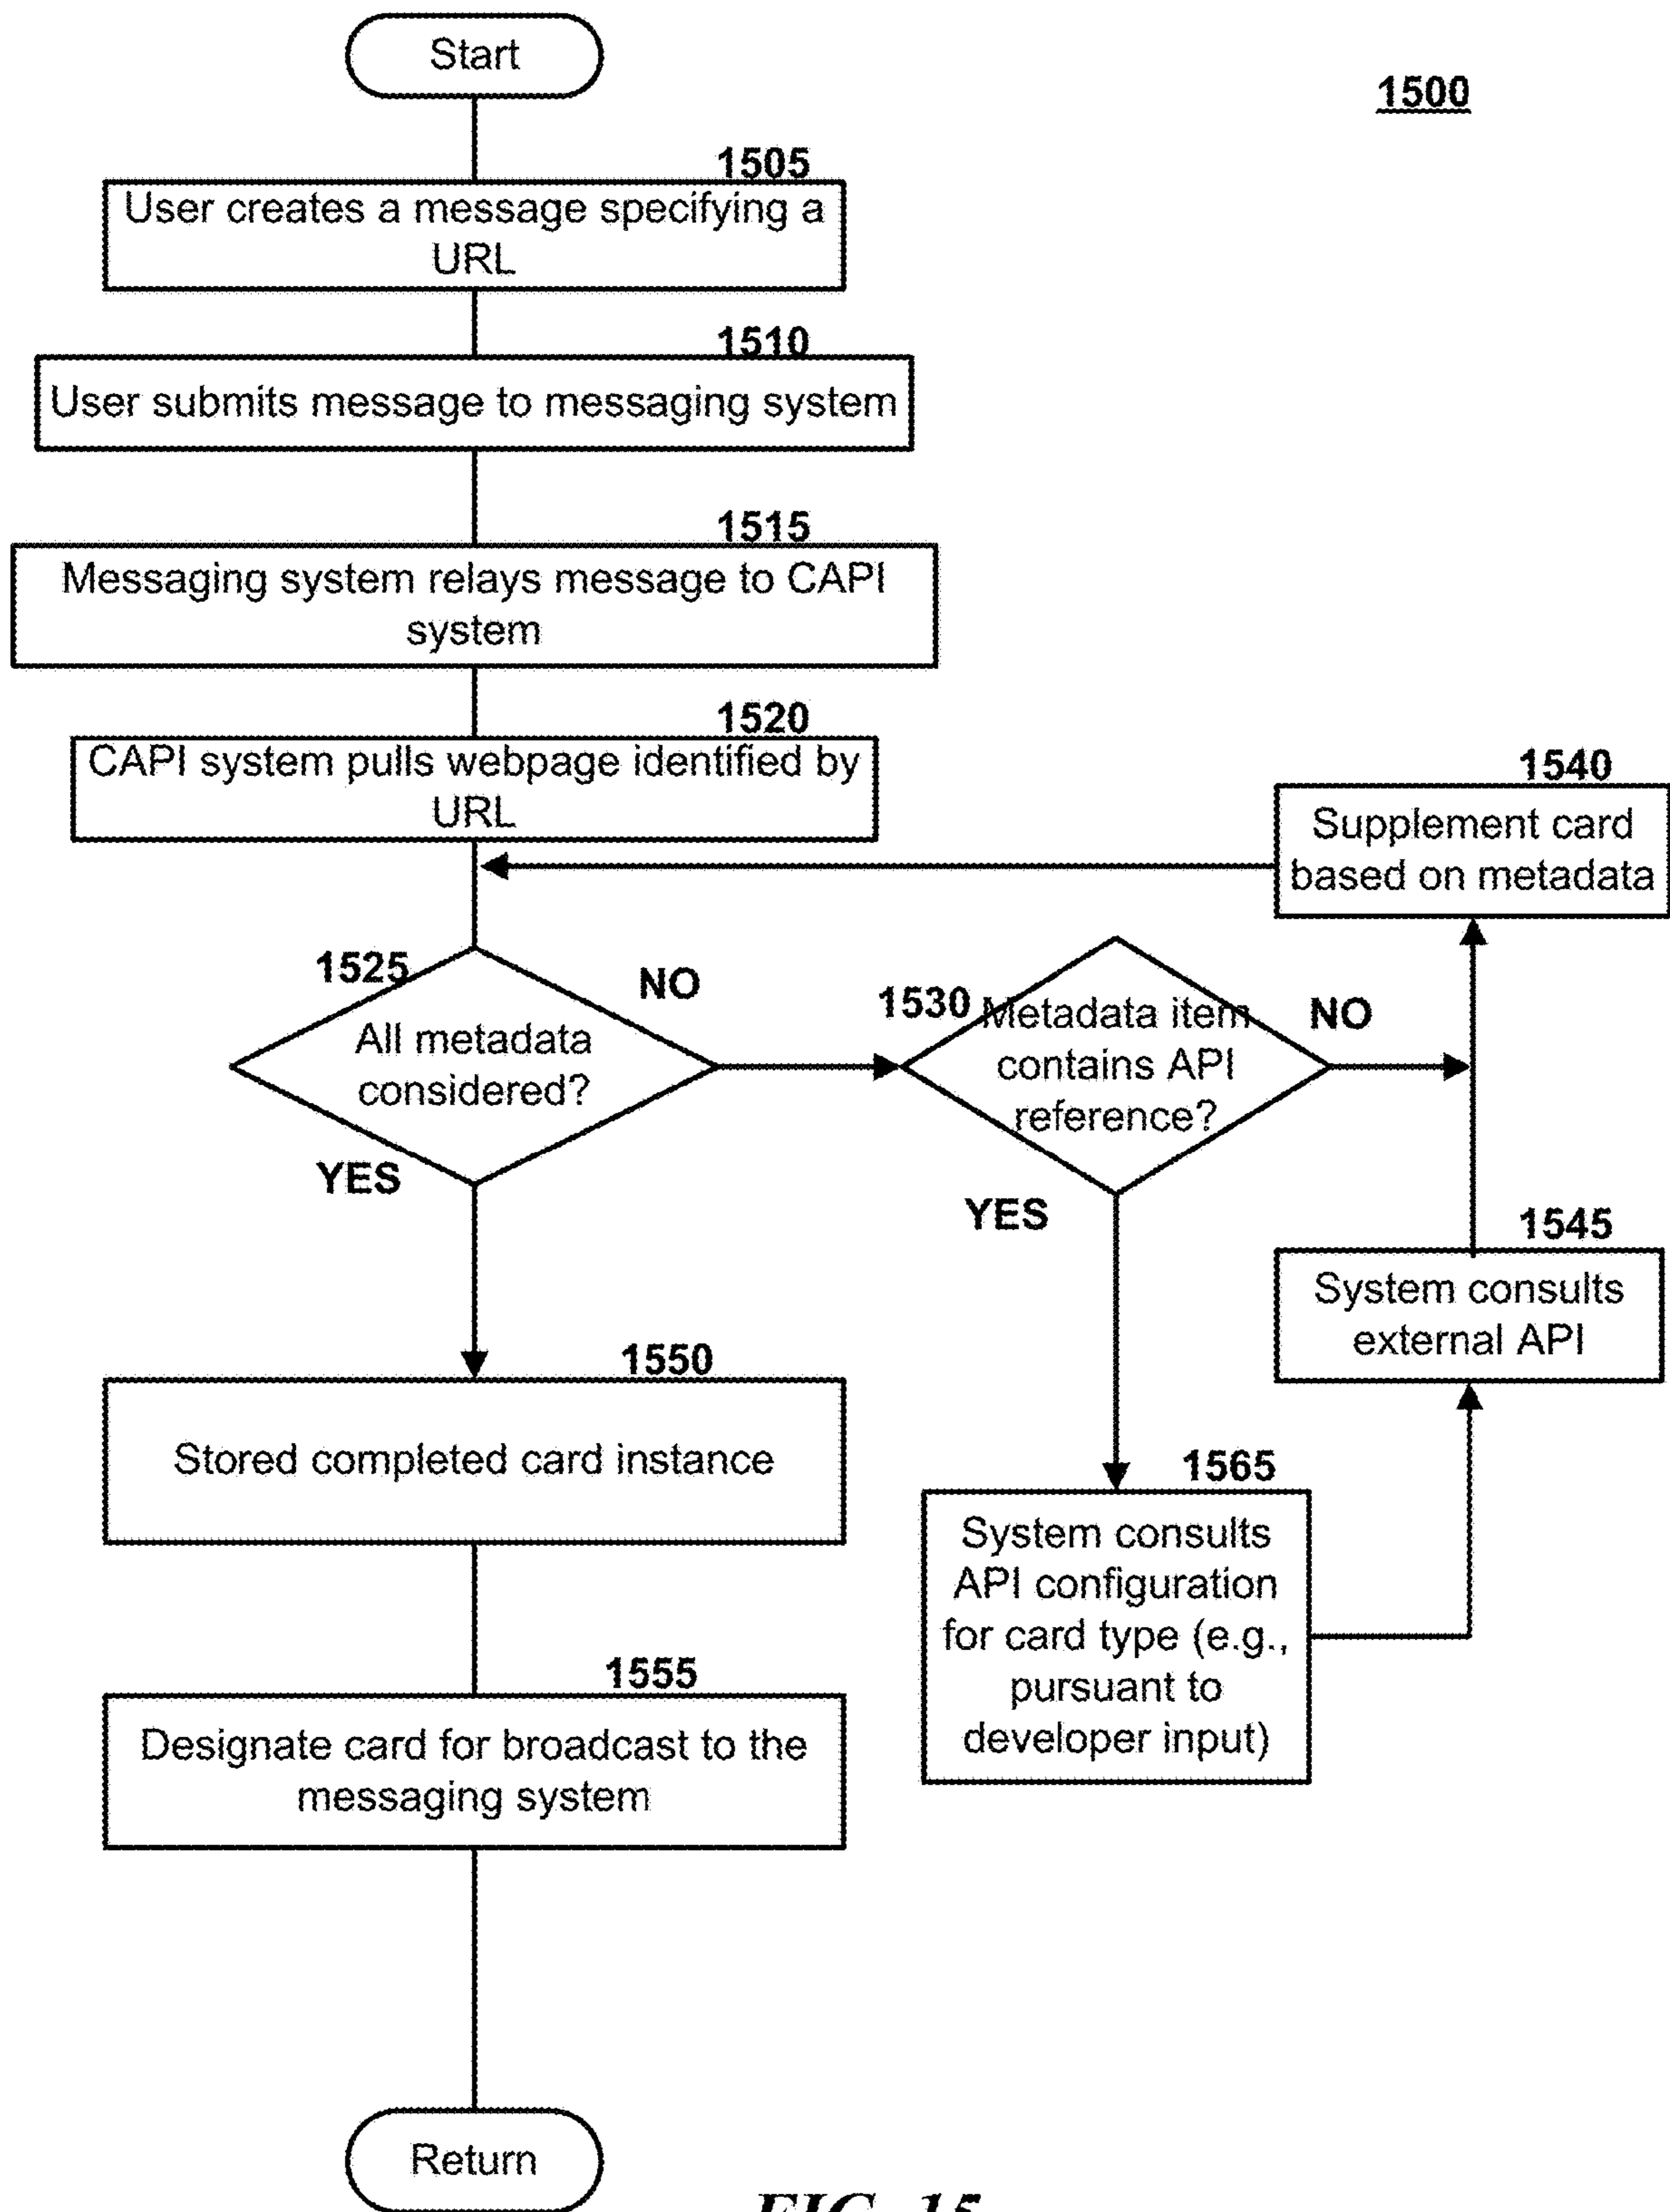 Start
1500
1505
User creates a message specifying a
URL
1510
User submits message to messaging system
1515
Messaging system relays message to CAPI
system
1520
CAPI system pulls webpage identified by
URL
1540
Supplement card
based on metadata
1525
NO
All metadata
considered?
YES
1530
Metadata item
contains API
reference?
NO
YES
1545
System consults
external API
1550
Stored completed card instance
1565
System consults
API configuration
for card type (e.g.,
pursuant to
developer input)
1555
Designate card for broadcast to the
messaging system
Return
FIG. 15